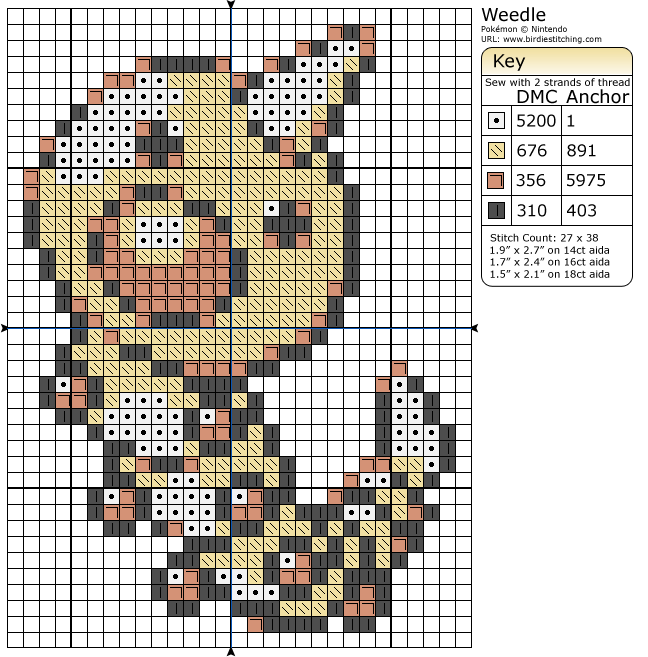 Weedle
Pokémon © Nintendo
URL: www.birdiestitching.com
Key
Sew with 2 strands of thread
DMC Anchor
5200 1
676 891
356 5975
310 403
Stitch Count: 27 x 38
1.9” x 2.7” on 14ct aida
1.7” x 2.4” on 16ct aida
1.5” x 2.1” on 18ct aida